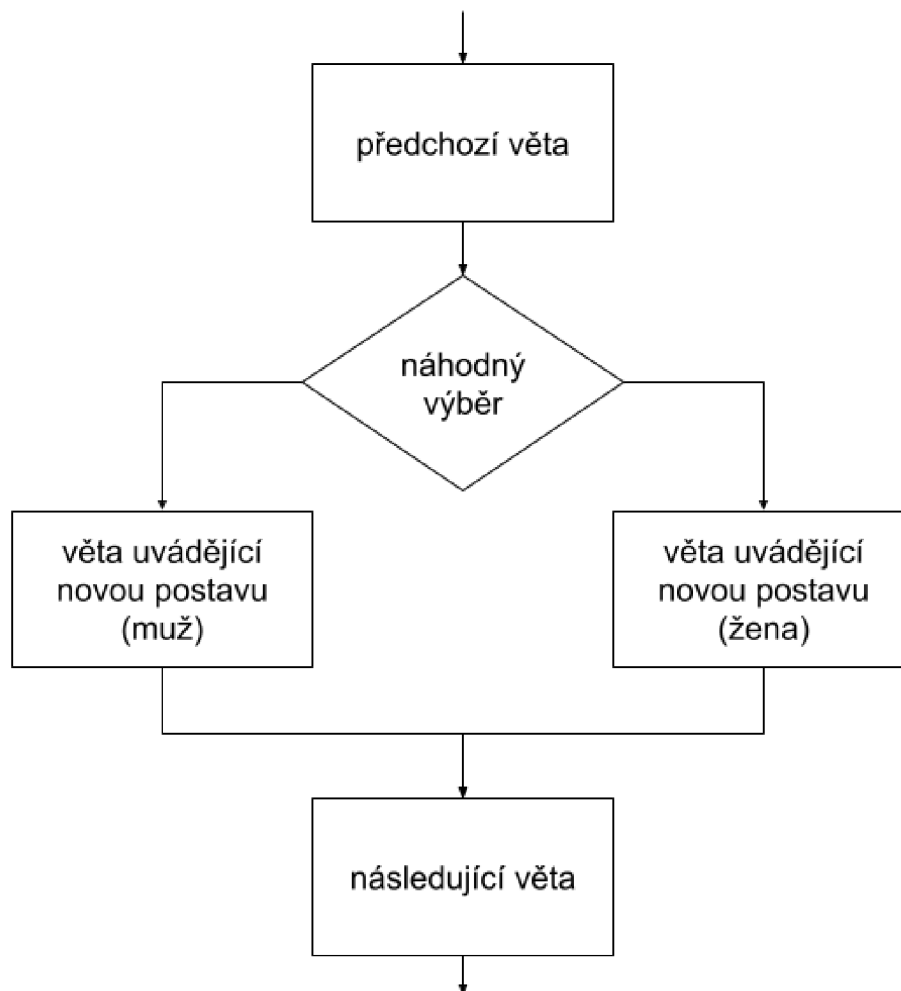 předchozí věta
náhodný
výběr
věta uvádějící
novou postavu
(muž)
věta uvádějící
novou postavu
(žena)
následující věta